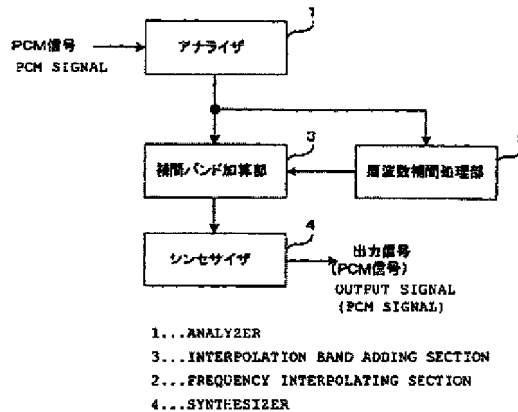 1
PCM信号
PCM SIGNAL
アナライザ
3
補間バンド加算部
周波数補間処理部
4
シンセサイザ
出力信号
(PCM信号)
OUTPUT SIGNAL
(PCM SIGNAL)
1...ANALYZER
3...INTERPOLATION BAND ADDING SECTION
2...FREQUENCY INTERPOLATING SECTION
4...SYNTHESIZER